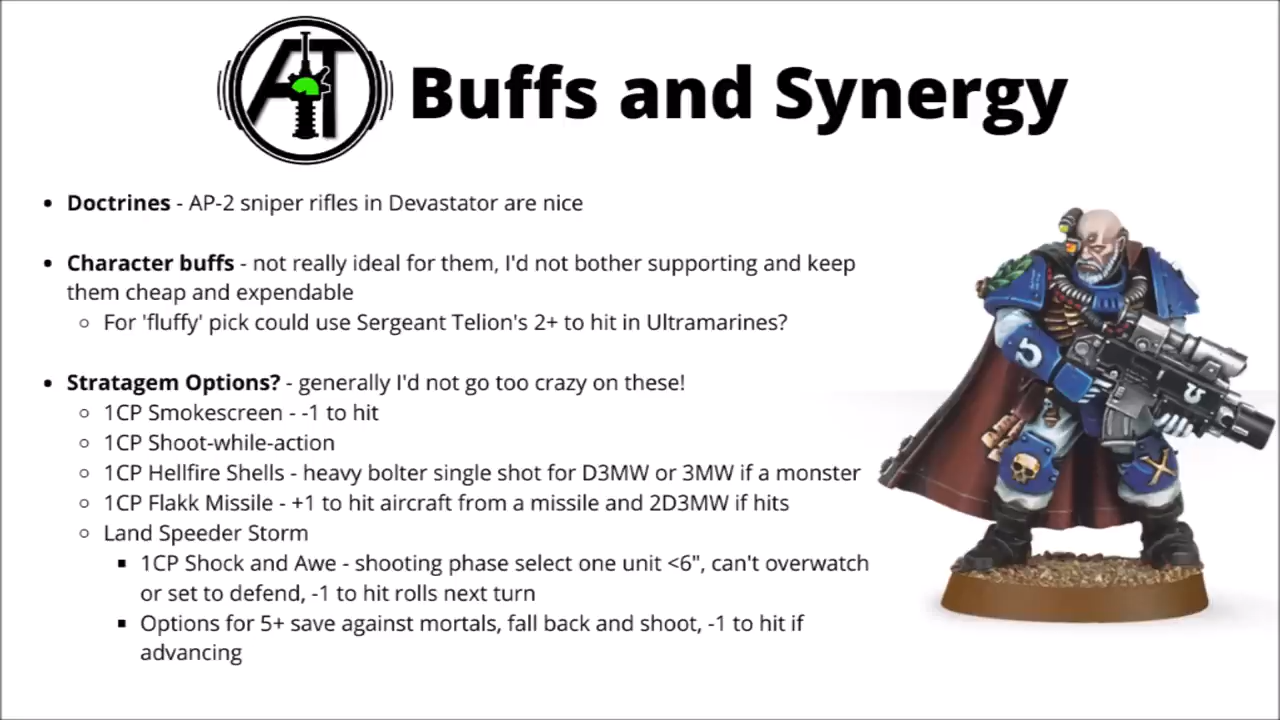 AT
Buffs and Synergy
• Doctrines - AP-2 sniper rifles in Devastator are nice
• Character buffs - not really ideal for them, I'd not bother supporting and keep
them cheap and expendable
○ For 'fluffy' pick could use Sergeant Telion's 2+ to hit in Ultramarines?
• Stratagem Options? - generally I'd not go too crazy on these!
○ 1CP Smokescreen - -1 to hit
○ 1CP Shoot-while-action
○ 1CP Hellfire Shells - heavy bolter single shot for D3MW or 3MW if a monster
○ 1CP Flakk Missile - +1 to hit aircraft from a missile and 2D3MW if hits
○ Land Speeder Storm
▪ 1CP Shock and Awe - shooting phase select one unit <6", can't overwatch
or set to defend, -1 to hit rolls next turn
▪ Options for 5+ save against mortals, fall back and shoot, -1 to hit if
advancing